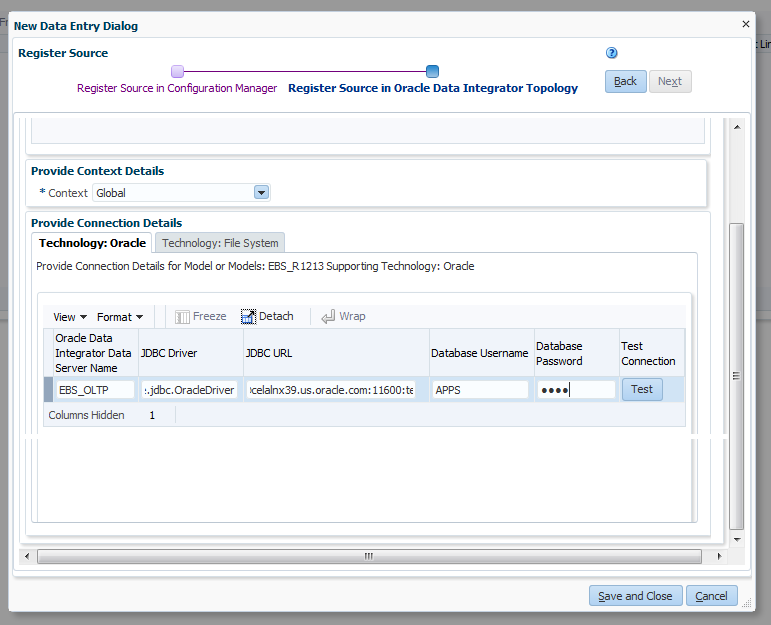 New Data Entry Dialog
Register Source
Register Source in Configuration Manager
Register Source in Oracle Data Integrator Topology
Back
Next
Provide Context Details
* Context Global
Provide Connection Details
Technology: Oracle
Technology: File System
Provide Connection Details for Model or Models: EBS_R1213 Supporting Technology: Oracle
View Format Freeze Detach Wrap
Oracle Data
Integrator Data
Server Name
JDBC Driver
JDBC URL
Database Username
Database
Password
Test
Connection
EBS_OLTP
:.jdbc.OracleDriver
celalnx39.us.oracle.com:11600:te
APPS
••••
Test
Columns Hidden 1
Save and Close
Cancel